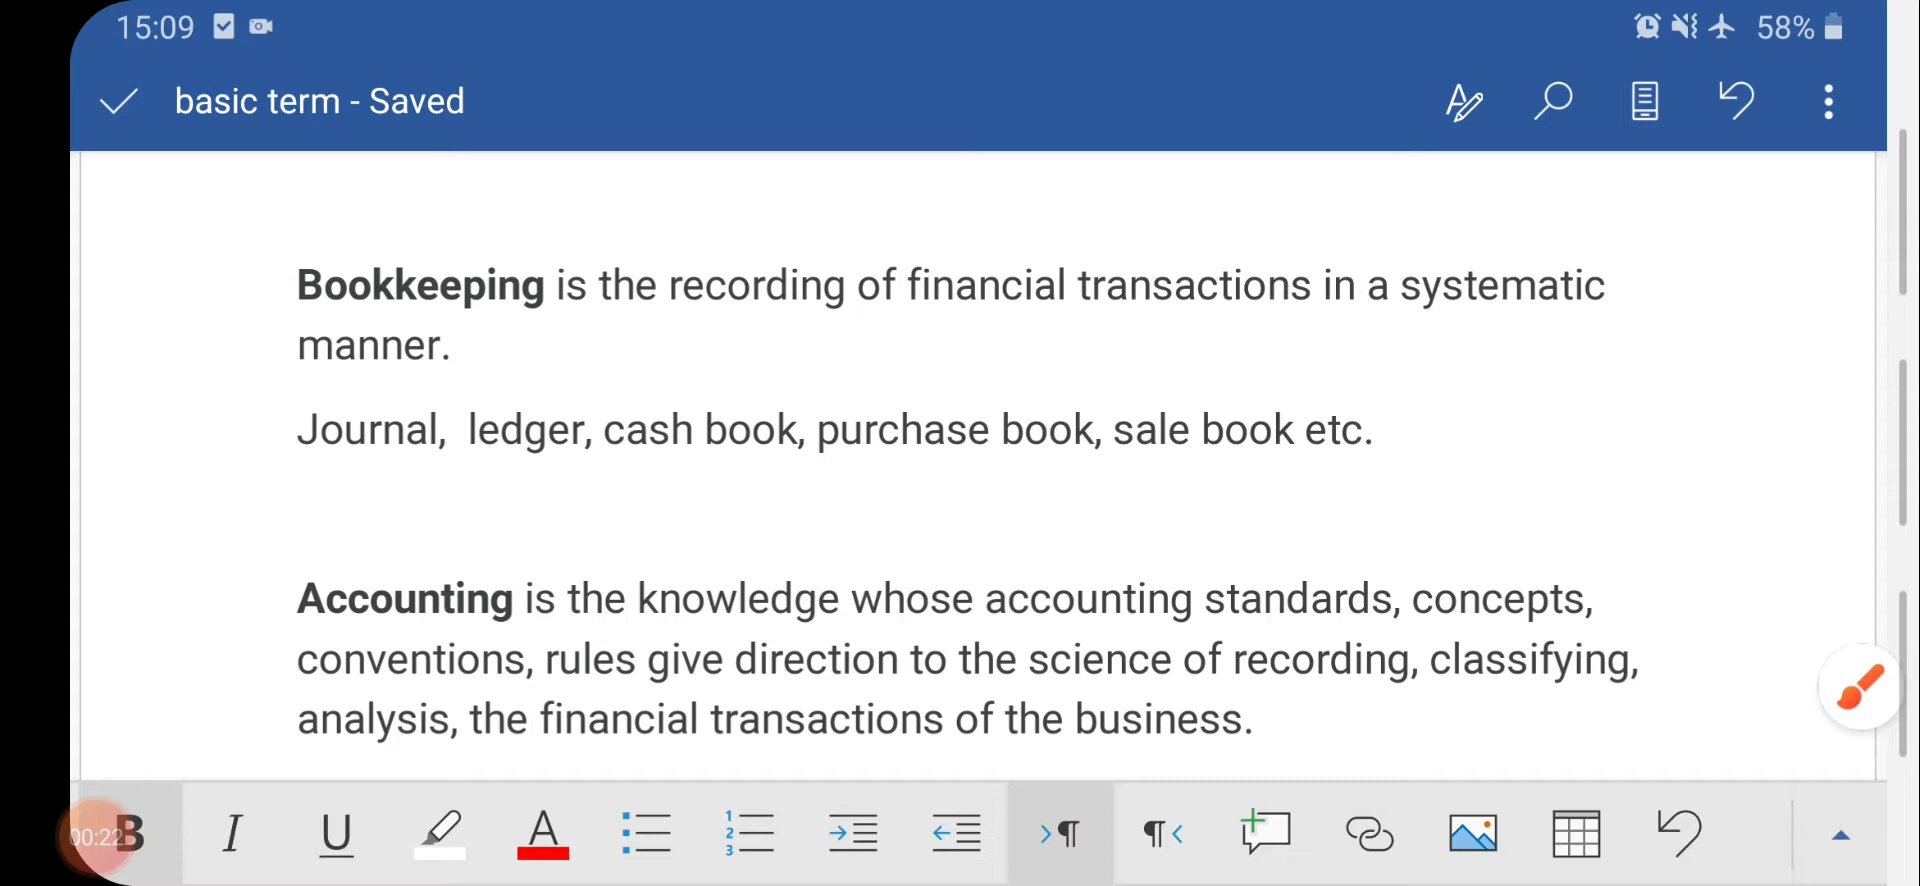 15:09
58%
basic term - Saved
Bookkeeping is the recording of financial transactions in a systematic
manner.
Journal,  ledger, cash book, purchase book, sale book etc.
Accounting is the knowledge whose accounting standards, concepts,
conventions, rules give direction to the science of recording, classifying,
analysis, the financial transactions of the business.
00:22 B I U A